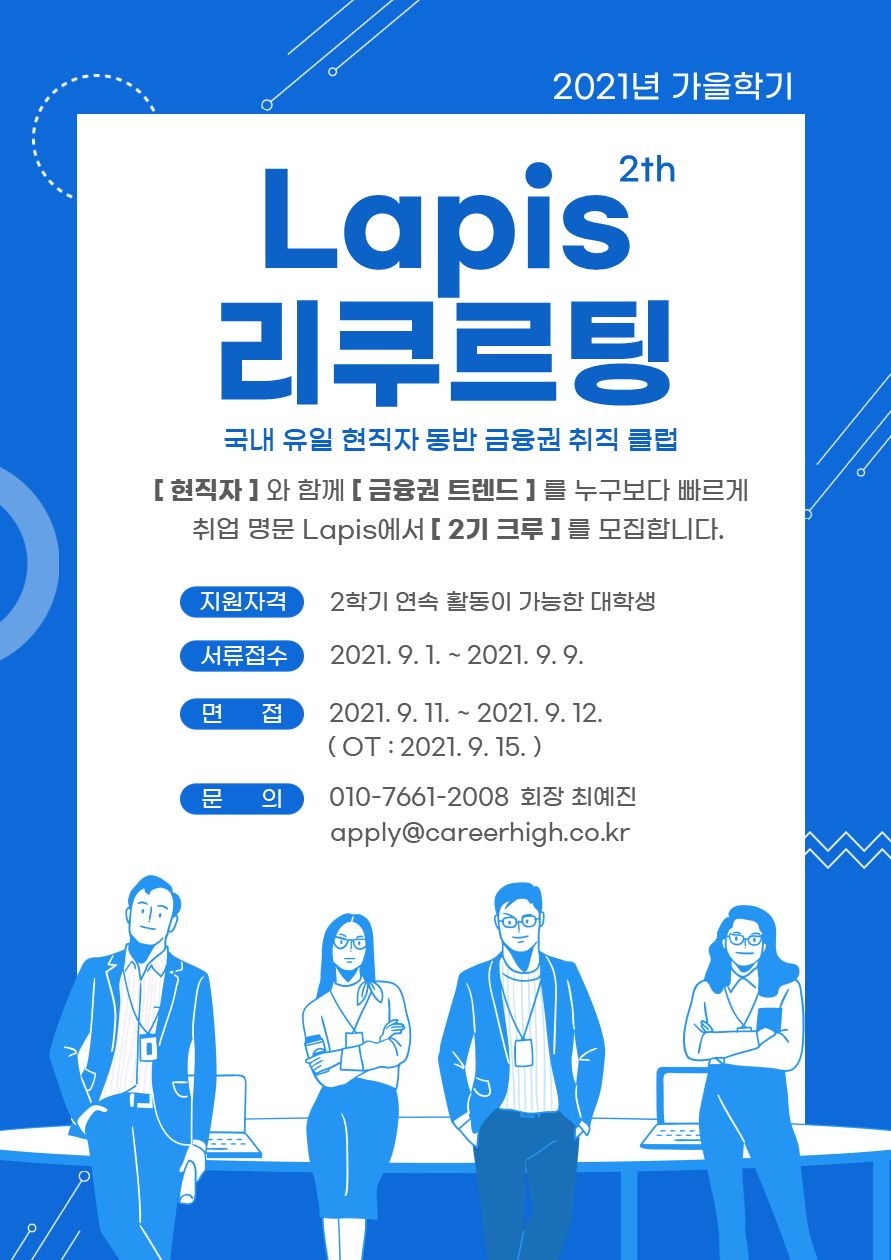 2021년 가을학기
Lapis 2th
리쿠르팅
국내 유일 현직자 동반 금융권 취직 클럽
[ 현직자 ] 와 함께 [ 금융권 트렌드 ] 를 누구보다 빠르게
취업 명문 Lapis에서 [ 2기 크루 ] 를 모집합니다.
지원자격 2학기 연속 활동이 가능한 대학생
서류접수 2021. 9. 1. ~ 2021. 9. 9.
면 접 2021. 9. 11. ~ 2021. 9. 12.
( OT : 2021. 9. 15. )
문 의 010-7661-2008 회장 최예진
apply@careerhigh.co.kr